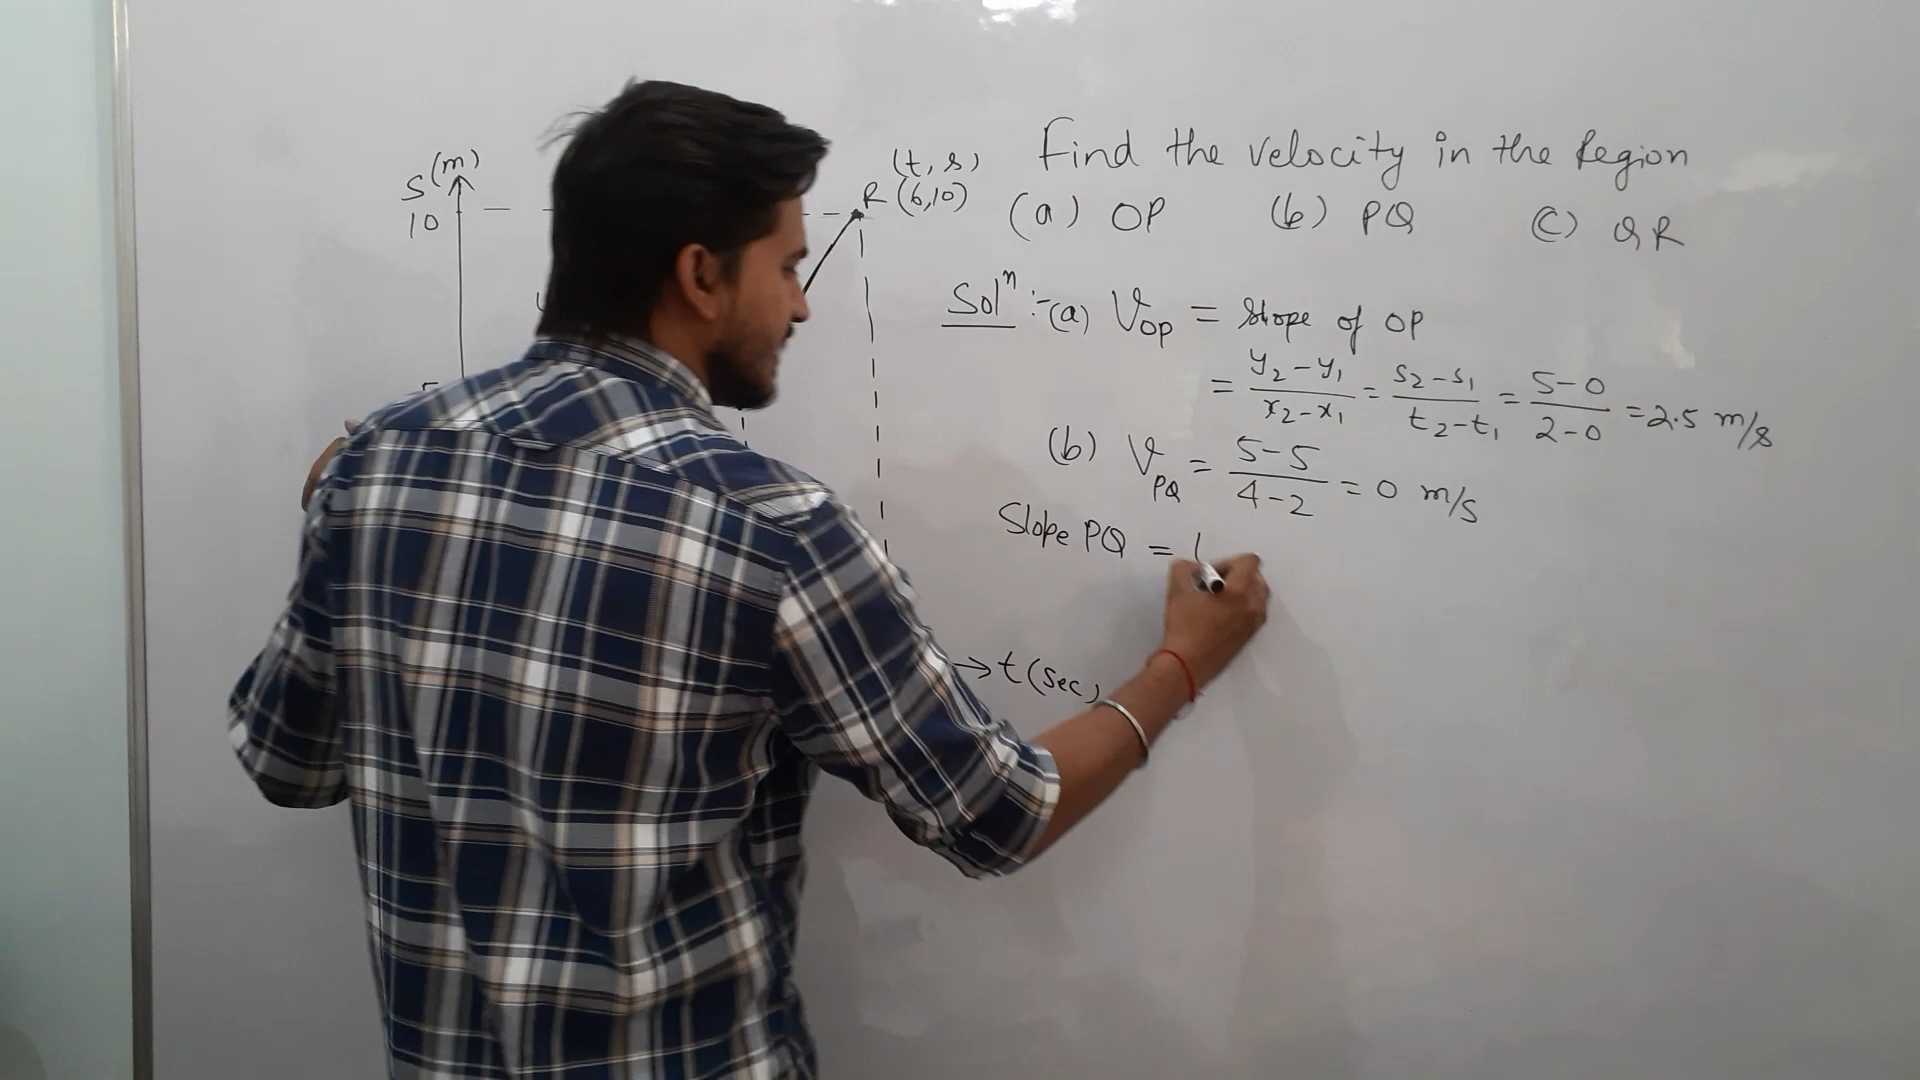 S (m)
10
(t, s)
R (6,10)
t (sec)
Find the velocity in the Region
(a) OP (b) PQ (c) QR
Solⁿ :- (a) V_OP = slope of OP
= (y₂ - y₁)/(x₂ - x₁) = (s₂ - s₁)/(t₂ - t₁) = (5 - 0)/(2 - 0) = 2.5 m/s
(b) V_PQ = (5 - 5)/(4 - 2) = 0 m/s
Slope PQ =